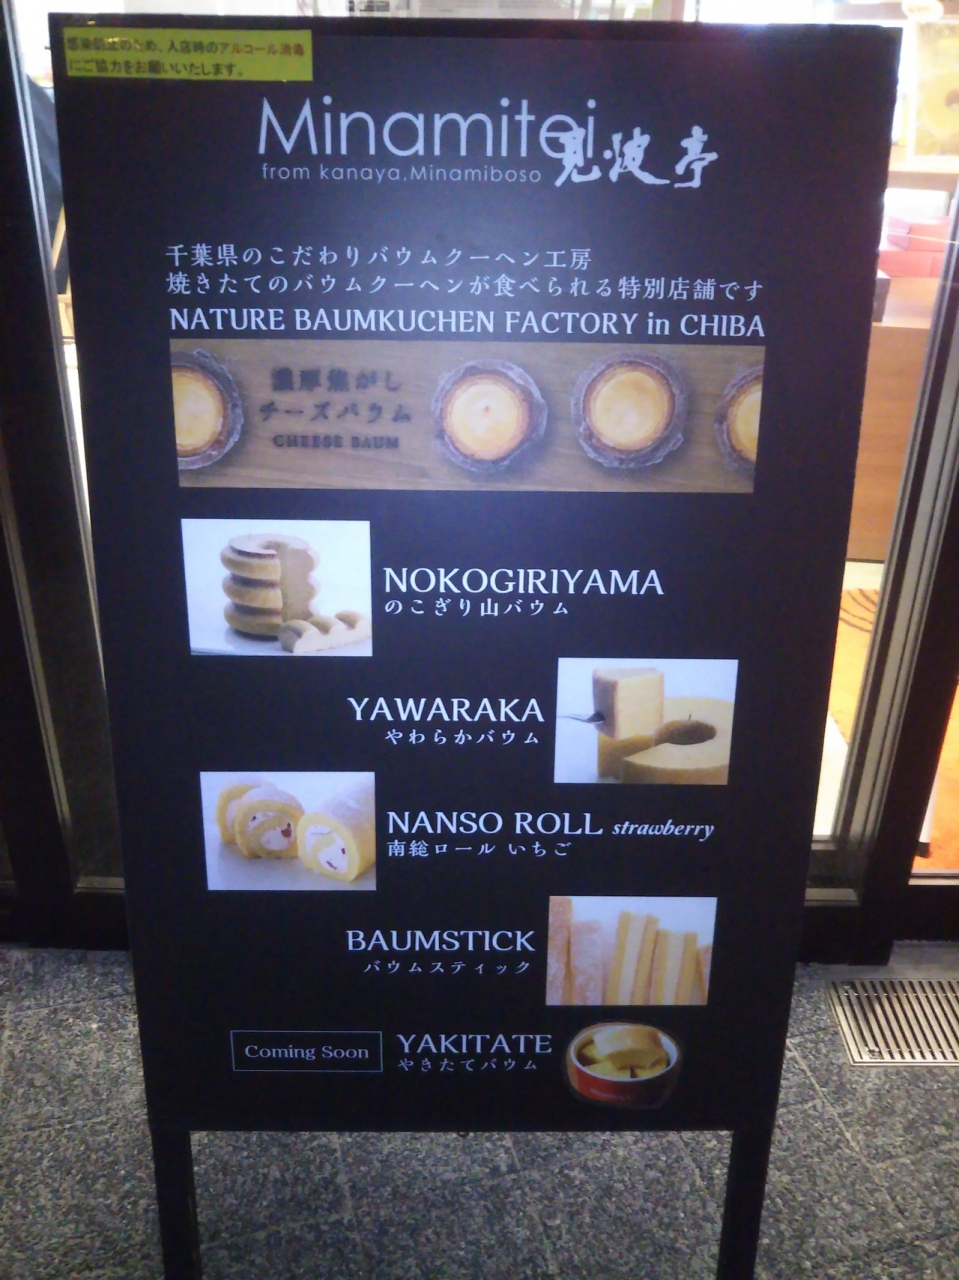 感染防止のため、入店時のアルコール消毒
にご協力をお願いいたします。
Minamitei
見波亭
from kanaya,Minamiboso
千葉県のこだわりバウムクーヘン工房
焼きたてのバウムクーヘンが食べられる特別店舗です
NATURE BAUMKUCHEN FACTORY in CHIBA
濃厚焦がし
チーズバウム
CHEESE BAUM
NOKOGIRIYAMA
のこぎり山バウム
YAWARAKA
やわらかバウム
NANSO ROLL strawberry
南総ロール いちご
BAUMSTICK
バウムスティック
Coming Soon
YAKITATE
やきたてバウム